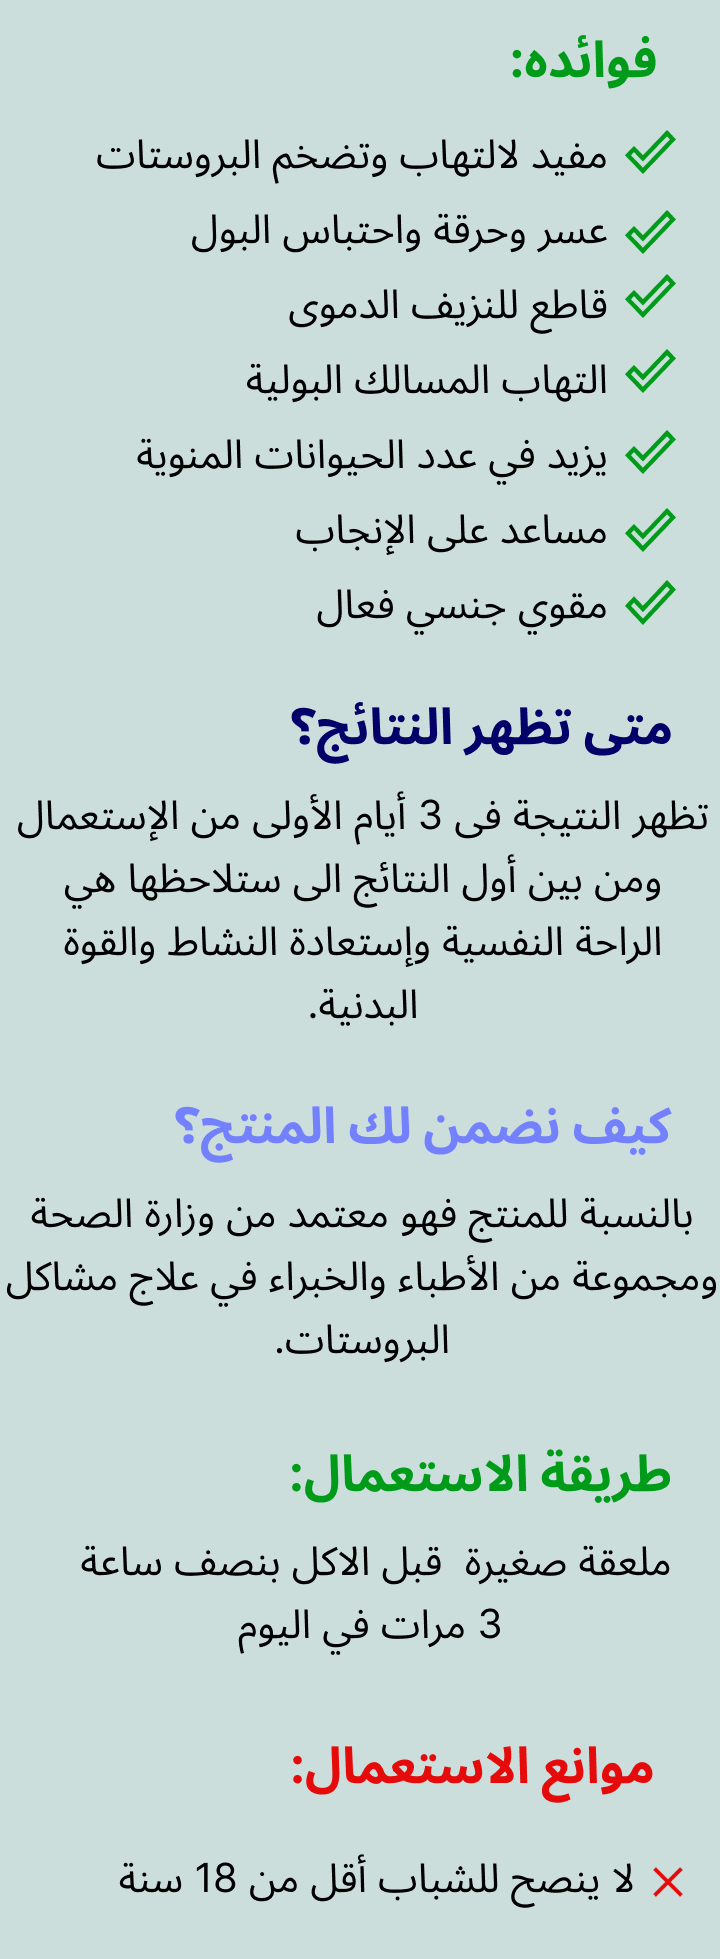 فوائده:
مفيد لالتهاب وتضخم البروستات
عسر وحرقة واحتباس البول
قاطع للنزيف الدموى
التهاب المسالك البولية
يزيد في عدد الحيوانات المنوية
مساعد على الإنجاب
مقوي جنسي فعال
متى تظهر النتائج؟
تظهر النتيجة فى 3 أيام الأولى من الإستعمال
ومن بين أول النتائج الى ستلاحظها هي
الراحة النفسية وإستعادة النشاط والقوة
البدنية.
كيف نضمن لك المنتج؟
بالنسبة للمنتج فهو معتمد من وزارة الصحة
ومجموعة من الأطباء والخبراء في علاج مشاكل
البروستات.
طريقة الاستعمال:
ملعقة صغيرة  قبل الاكل بنصف ساعة
3 مرات في اليوم
موانع الاستعمال:
لا ينصح للشباب أقل من 18 سنة